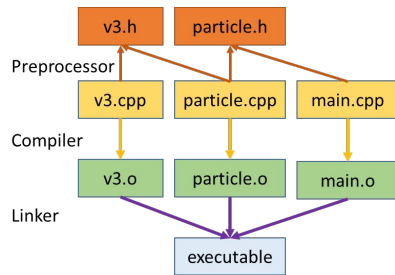 v3.h particle.h
Preprocessor
v3.cpp particle.cpp main.cpp
Compiler
v3.o particle.o main.o
Linker
executable